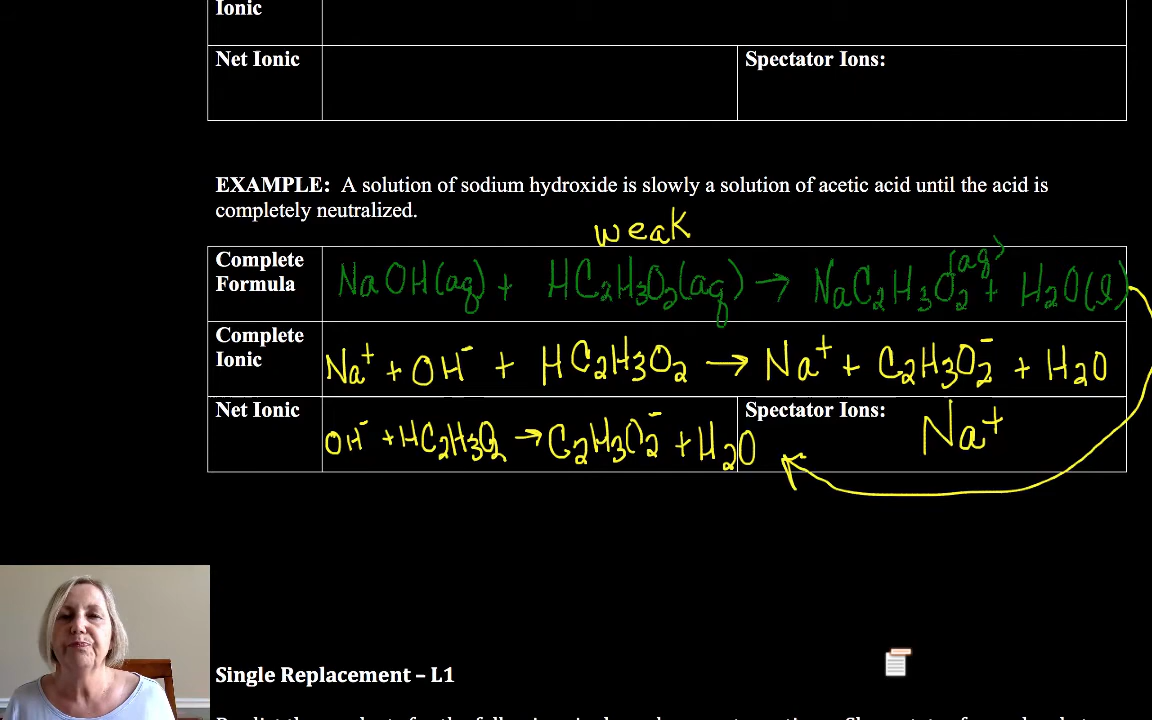 Ionic
Net Ionic
Spectator Ions:
EXAMPLE: A solution of sodium hydroxide is slowly a solution of acetic acid until the acid is
completely neutralized.
weak
Complete
Formula
NaOH(aq) + HC₂H₃O₂(aq) → NaC₂H₃O₂(aq) + H₂O(l)
Complete
Ionic
Na⁺ + OH⁻ + HC₂H₃O₂ → Na⁺ + C₂H₃O₂⁻ + H₂O
Net Ionic
OH⁻ + HC₂H₃O₂ → C₂H₃O₂⁻ + H₂O
Spectator Ions:
Na⁺
Single Replacement – L1